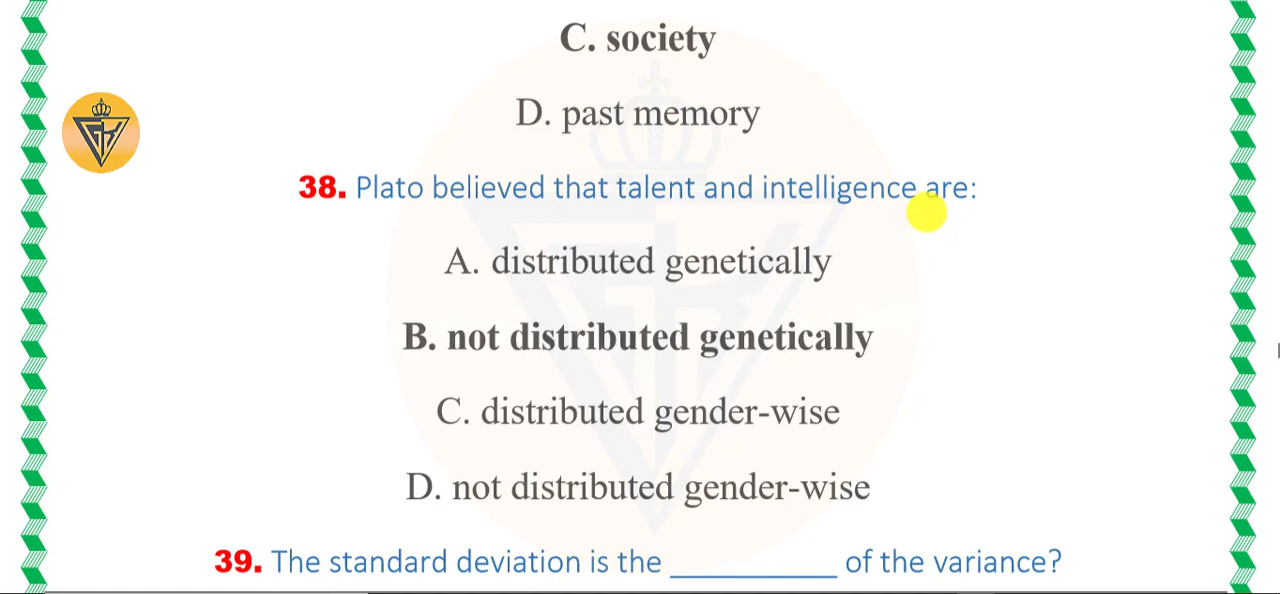 C. society
D. past memory
38. Plato believed that talent and intelligence are:
A. distributed genetically
B. not distributed genetically
C. distributed gender-wise
D. not distributed gender-wise
39. The standard deviation is the __________ of the variance?